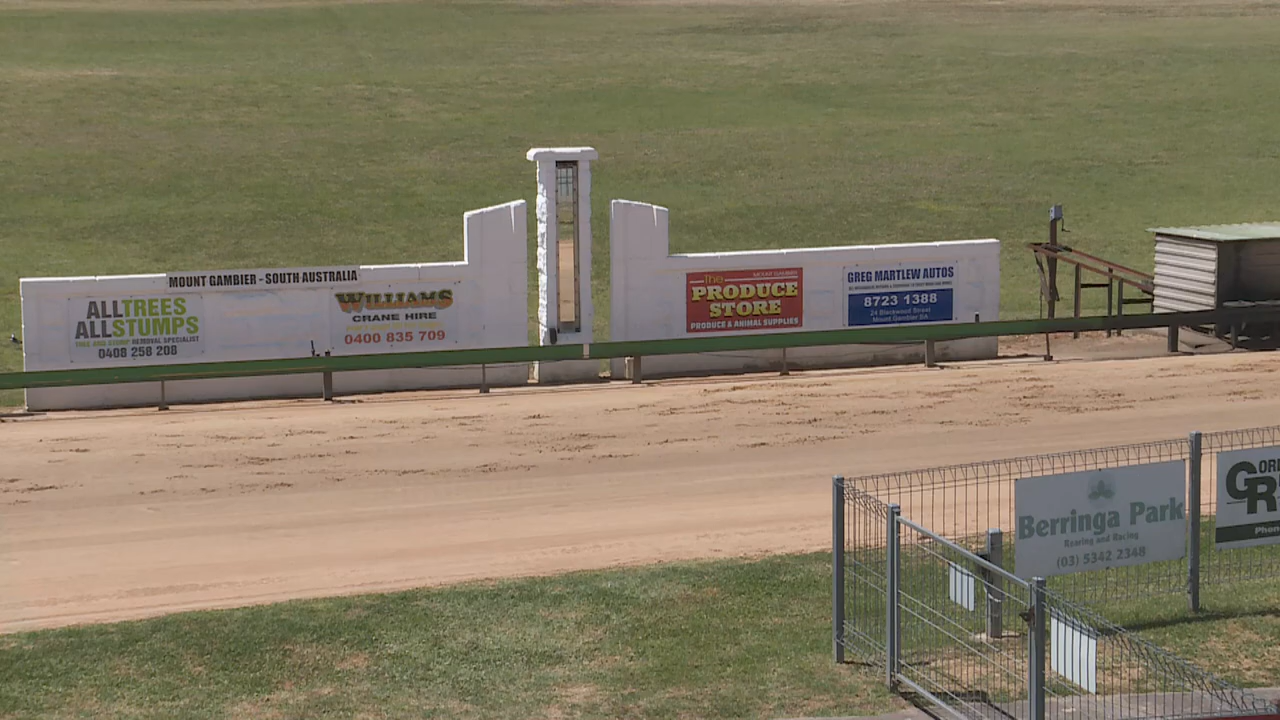 MOUNT GAMBIER - SOUTH AUSTRALIA
ALLTREES
ALLSTUMPS
TREE AND STUMP REMOVAL SPECIALIST
0408 258 208
WILLIAMS
CRANE HIRE
0400 835 709
The
MOUNT GAMBIER
PRODUCE
STORE
PRODUCE & ANIMAL SUPPLIES
GREG MARTLEW AUTOS
8723 1388
24 Blackwood Street
Mount Gambier SA
Berringa Park
Rearing and Racing
(03) 5342 2348